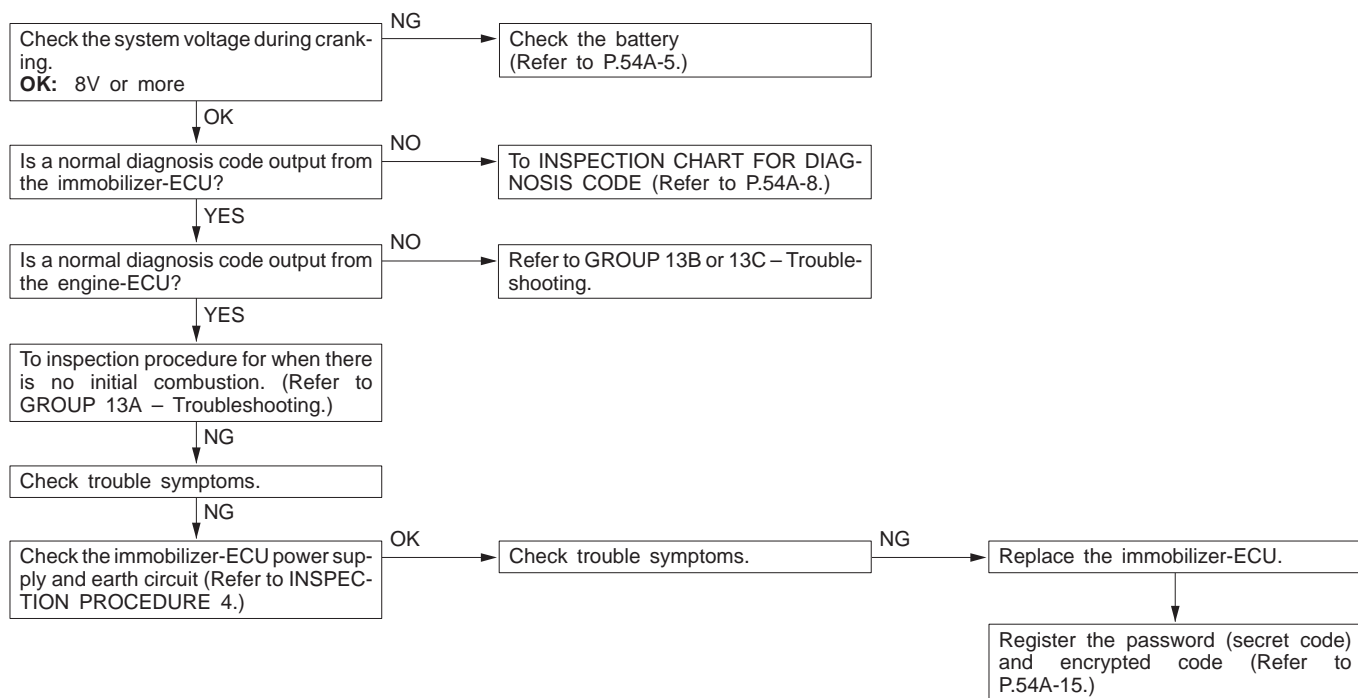 NG
Check the system voltage during crank-
ing.
OK: 8V or more
Check the battery
(Refer to P.54A-5.)
OK
NO
Is a normal diagnosis code output from
the immobilizer-ECU?
To INSPECTION CHART FOR DIAG-
NOSIS CODE (Refer to P.54A-8.)
YES
NO
Is a normal diagnosis code output from
the engine-ECU?
Refer to GROUP 13B or 13C – Trouble-
shooting.
YES
To inspection procedure for when there
is no initial combustion. (Refer to
GROUP 13A – Troubleshooting.)
NG
Check trouble symptoms.
NG
Check the immobilizer-ECU power sup-
ply and earth circuit (Refer to INSPEC-
TION PROCEDURE 4.)
OK
Check trouble symptoms.
NG
Replace the immobilizer-ECU.
Register the password (secret code)
and encrypted code (Refer to
P.54A-15.)